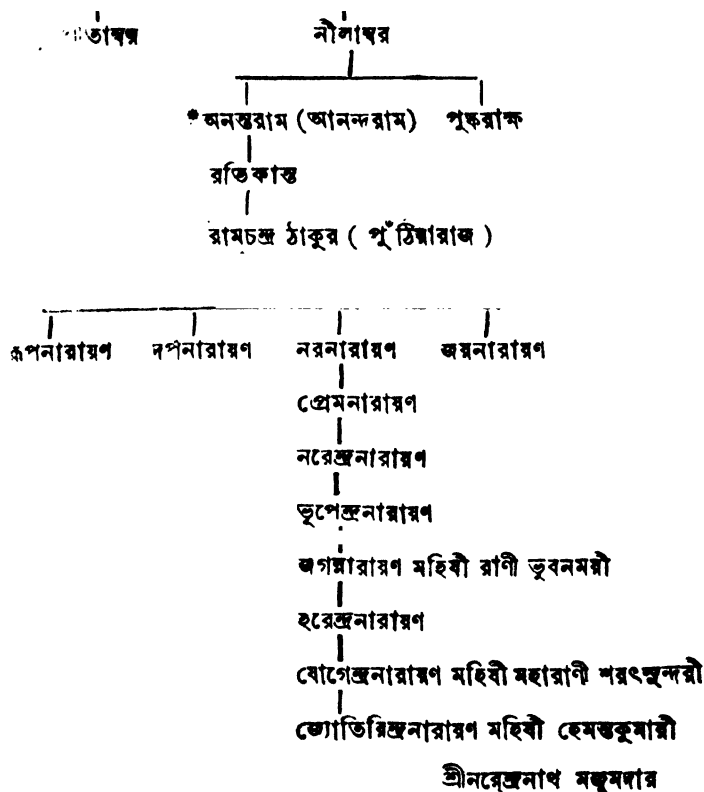 নীলাম্বর
*অনন্তরাম (আনন্দরাম) পুষ্করাক্ষ
রতিকান্ত
রামচন্দ্র ঠাকুর ( পুঁঠিয়ারাজ )
রূপনারায়ণ দর্পনারায়ণ নরনারায়ণ জয়নারায়ণ
প্রেমনারায়ণ
নরেন্দ্রনারায়ণ
ভূপেন্দ্রনারায়ণ
জগন্নারায়ণ মহিষী রাণী ভুবনময়ী
হরেন্দ্রনারায়ণ
যোগেন্দ্রনারায়ণ মহিষী মহারাণী শরৎসুন্দরী
জ্যোতিরিন্দ্রনারায়ণ মহিষী হেমন্তকুমারী
শ্রীনরেন্দ্রনাথ মজুমদার